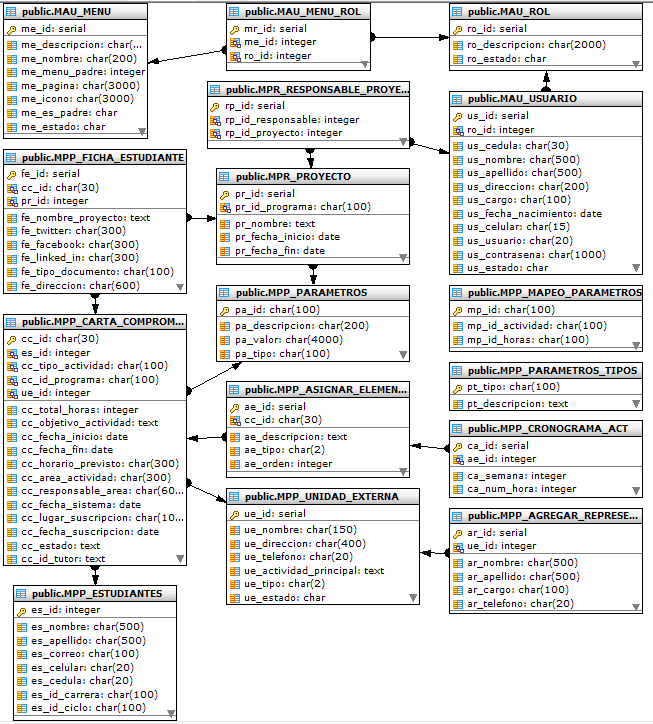 public.MAU_MENU
me_id: serial
me_descripcion: char(...
me_nombre: char(200)
me_menu_padre: integer
me_pagina: char(3000)
me_icono: char(3000)
me_es_padre: char
me_estado: char
public.MAU_MENU_ROL
mr_id: serial
me_id: integer
ro_id: integer
public.MAU_ROL
ro_id: serial
ro_descripcion: char(2000)
ro_estado: char
public.MPR_RESPONSABLE_PROYE...
rp_id: serial
rp_id_responsable: integer
rp_id_proyecto: integer
public.MAU_USUARIO
us_id: serial
ro_id: integer
us_cedula: char(30)
us_nombre: char(500)
us_apellido: char(500)
us_direccion: char(200)
us_cargo: char(100)
us_fecha_nacimiento: date
us_celular: char(15)
us_usuario: char(20)
us_contrasena: char(1000)
us_estado: char
public.MPP_FICHA_ESTUDIANTE
fe_id: serial
cc_id: char(30)
pr_id: integer
fe_nombre_proyecto: text
fe_twitter: char(300)
fe_facebook: char(300)
fe_linked_in: char(300)
fe_tipo_documento: char(100)
fe_direccion: char(600)
public.MPR_PROYECTO
pr_id: serial
pr_id_programa: char(100)
pr_nombre: text
pr_fecha_inicio: date
pr_fecha_fin: date
public.MPP_PARAMETROS
pa_id: char(100)
pa_descripcion: char(200)
pa_valor: char(4000)
pa_tipo: char(100)
public.MPP_MAPEO_PARAMETROS
mp_id: char(100)
mp_id_actividad: char(100)
mp_id_horas: char(100)
public.MPP_CARTA_COMPROM...
cc_id: char(30)
es_id: integer
cc_tipo_actividad: char(100)
cc_id_programa: char(100)
ue_id: integer
cc_total_horas: integer
cc_objetivo_actividad: text
cc_fecha_inicio: date
cc_fecha_fin: date
cc_horario_previsto: char(300)
cc_area_actividad: char(300)
cc_responsable_area: char(60...
cc_fecha_sistema: date
cc_lugar_suscripcion: char(10...
cc_fecha_suscripcion: date
cc_estado: text
cc_id_tutor: text
public.MPP_PARAMETROS_TIPOS
pt_tipo: char(100)
pt_descripcion: text
public.MPP_ASIGNAR_ELEMEN...
ae_id: serial
cc_id: char(30)
ae_descripcion: text
ae_tipo: char(2)
ae_orden: integer
public.MPP_CRONOGRAMA_ACT
ca_id: serial
ae_id: integer
ca_semana: integer
ca_num_hora: integer
public.MPP_UNIDAD_EXTERNA
ue_id: serial
ue_nombre: char(150)
ue_direccion: char(400)
ue_telefono: char(20)
ue_actividad_principal: text
ue_tipo: char(2)
ue_estado: char
public.MPP_AGREGAR_REPRESE...
ar_id: serial
ue_id: integer
ar_nombre: char(500)
ar_apellido: char(500)
ar_cargo: char(100)
ar_telefono: char(20)
public.MPP_ESTUDIANTES
es_id: integer
es_nombre: char(500)
es_apellido: char(500)
es_correo: char(100)
es_celular: char(20)
es_cedula: char(20)
es_id_carrera: char(100)
es_id_ciclo: char(100)